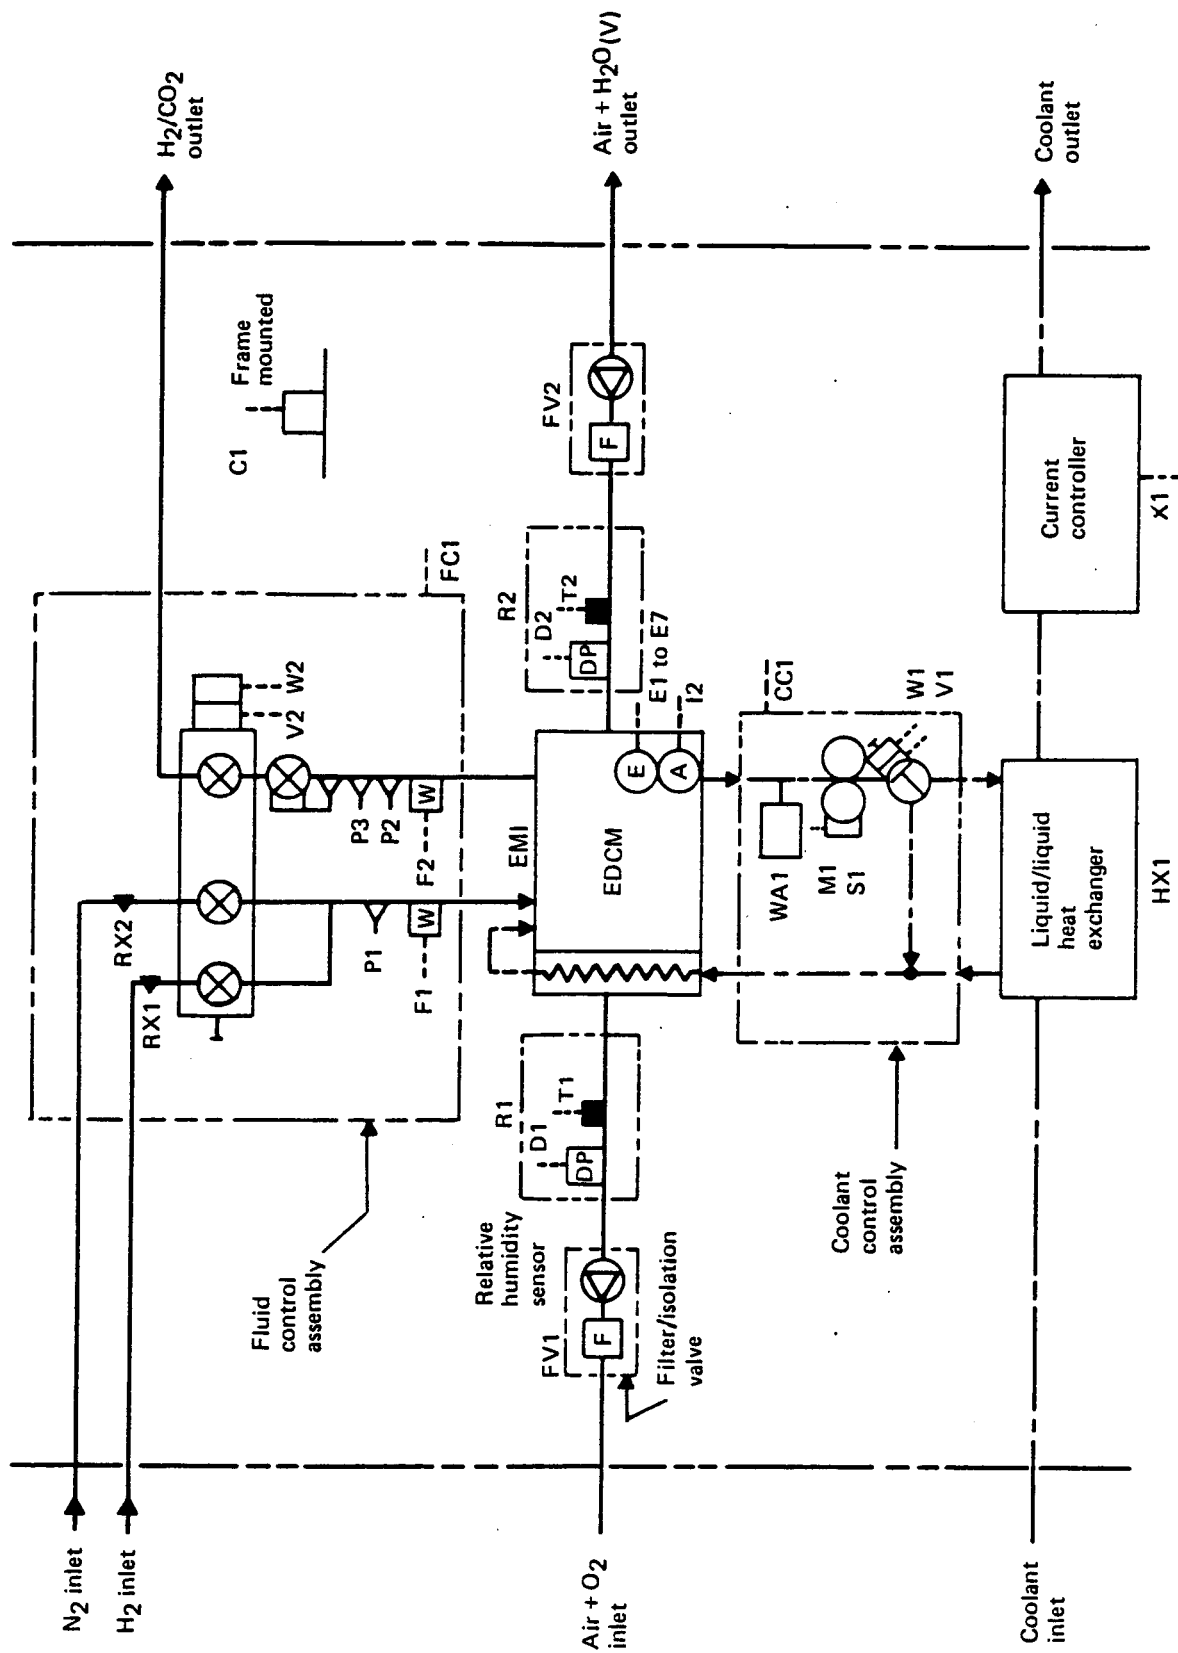 N2 inlet
H2 inlet
RX1
RX2
Fluid
control
assembly
P1
F1
W
P3
P2
F2
W
V2
W2
FC1
C1
Frame
mounted
H2/CO2
outlet
Air + O2
inlet
FV1
F
Filter/isolation
valve
Relative
humidity
sensor
R1
D1
DP
T1
EMI
EDCM
E
A
E1 to E7
I2
R2
D2
DP
T2
FV2
F
Air + H2O(V)
outlet
Coolant
control
assembly
WA1
M1
S1
CC1
W1
V1
Coolant
inlet
Liquid/liquid
heat
exchanger
HX1
Current
controller
X1
Coolant
outlet